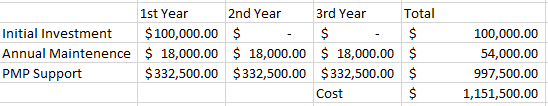 1st Year 2nd Year 3rd Year Total
Initial Investment $100,000.00 $ - $ - $ 100,000.00
Annual Maintenence $ 18,000.00 $ 18,000.00 $ 18,000.00 $ 54,000.00
PMP Support $332,500.00 $332,500.00 $332,500.00 $ 997,500.00
Cost $ 1,151,500.00